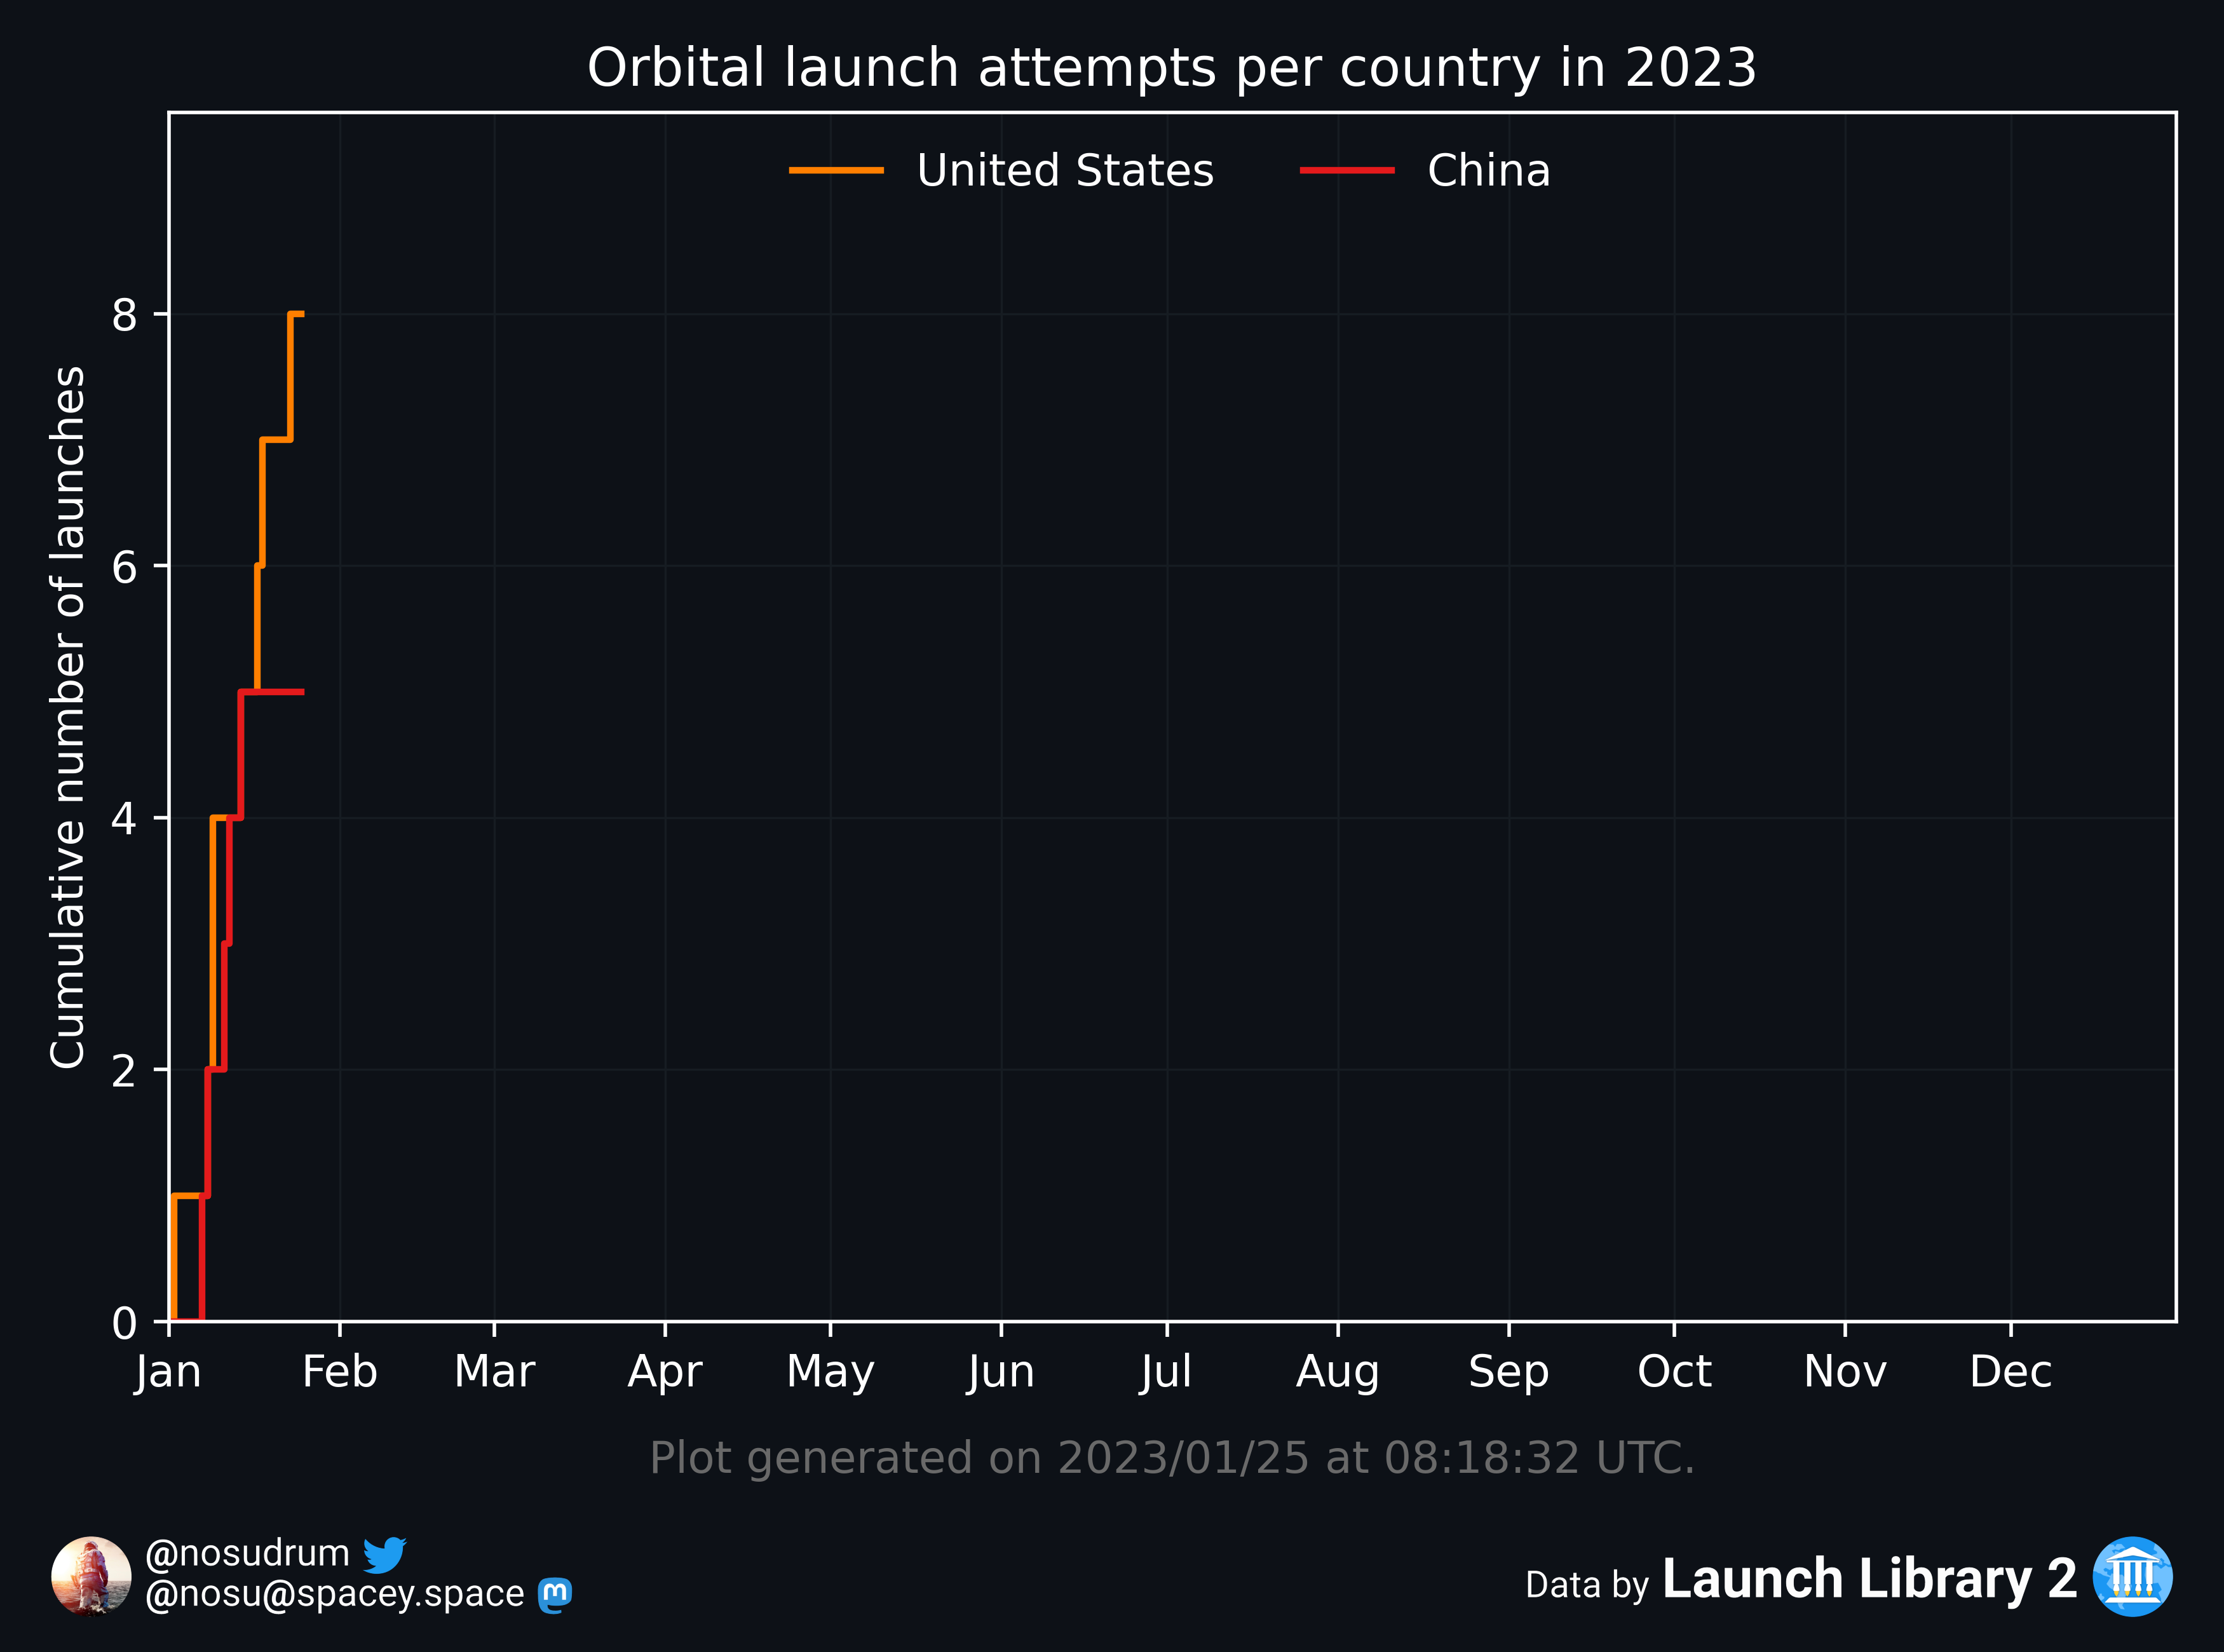 Orbital launch attempts per country in 2023
United States
China
Cumulative number of launches
8
6
4
2
0
Jan Feb Mar Apr May Jun Jul Aug Sep Oct Nov Dec
Plot generated on 2023/01/25 at 08:18:32 UTC.
@nosudrum
@nosu@spacey.space
Data by Launch Library 2